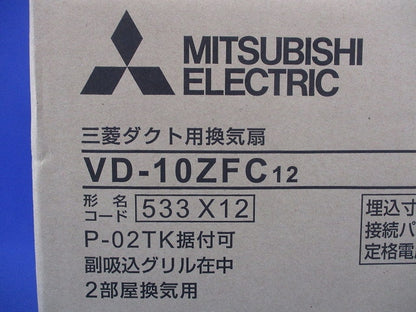 MITSUBISHI
ELECTRIC
三菱ダクト用換気扇
VD-10ZFC12
形名コード 533X12
P-02TK据付可
副吸込グリル在中
2部屋換気用
埋込寸
接続パ
定格電